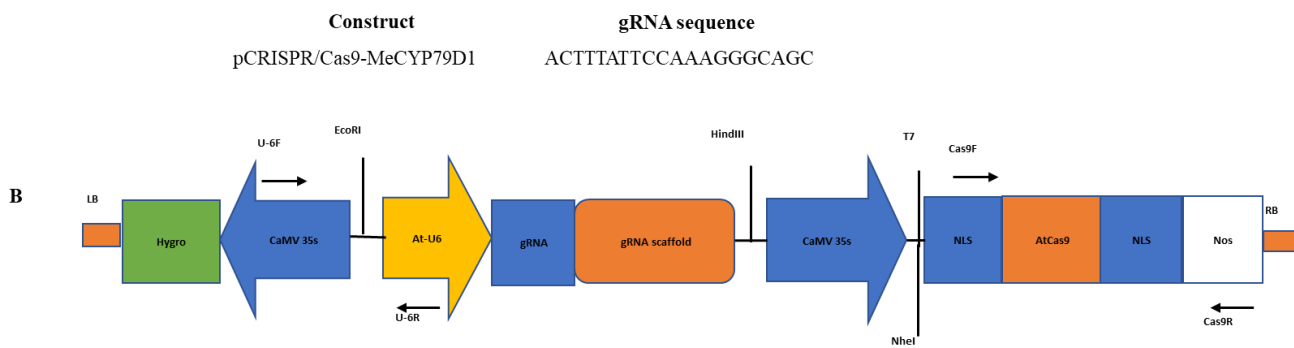 Construct gRNA sequence
pCRISPR/Cas9-MeCYP79D1 ACTTTATTCCAAAGGGCAGC
B
EcoRI HindIII T7
U-6F Cas9F
LB RB
Hygro CaMV 35s At-U6 gRNA gRNA scaffold CaMV 35s NLS AtCas9 NLS Nos
U-6R Cas9R
NheI